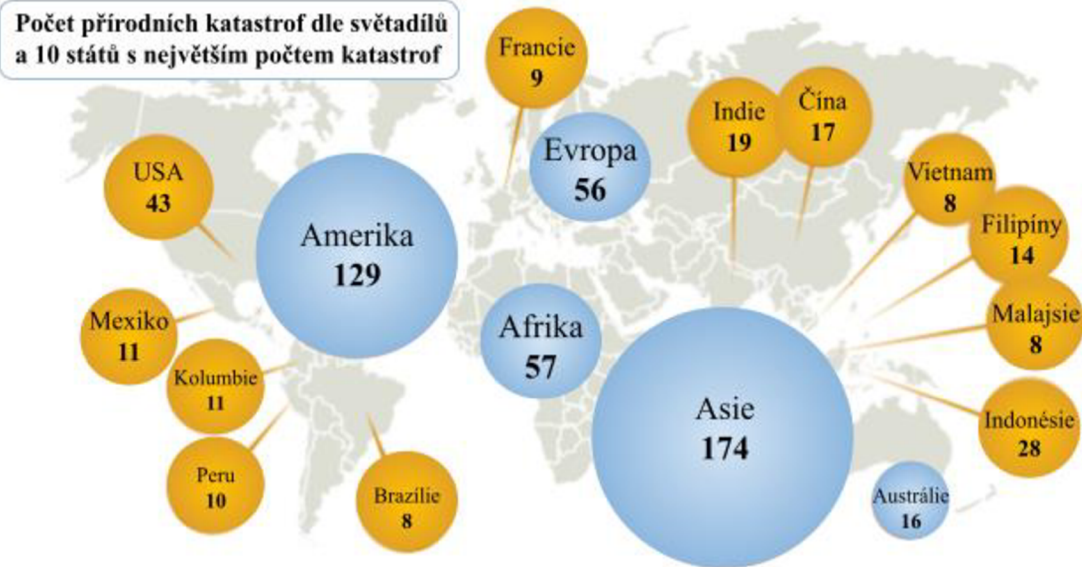 Počet přírodních katastrof dle světadílů
a 10 států s největším počtem katastrof
Francie
9
Evropa
56
Indie
19
Čína
17
Vietnam
8
Filipíny
14
Malajsie
8
Indonésie
28
USA
43
Amerika
129
Mexiko
11
Kolumbie
11
Peru
10
Brazílie
8
Afrika
57
Asie
174
Austrálie
16